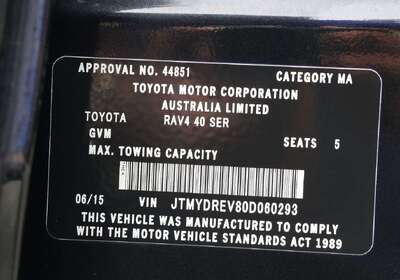 APPROVAL NO. 44851 CATEGORY MA
TOYOTA MOTOR CORPORATION
AUSTRALIA LIMITED
TOYOTA RAV4 40 SER
GVM SEATS 5
MAX. TOWING CAPACITY
06/15 VIN JTMYDREV80D060293
THIS VEHICLE WAS MANUFACTURED TO COMPLY
WITH THE MOTOR VEHICLE STANDARDS ACT 1989